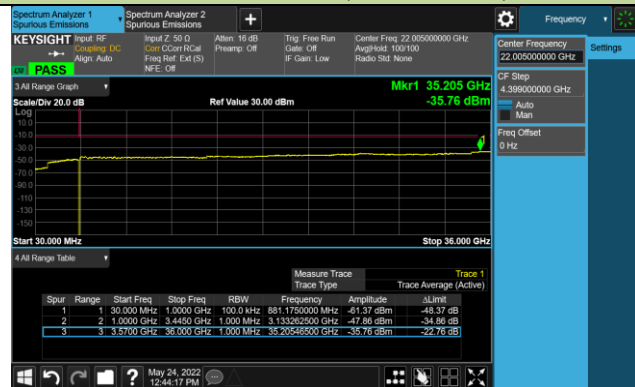 Spectrum Analyzer 1
Spurious Emissions
Spectrum Analyzer 2
Spurious Emissions
Frequency
KEYSIGHT
Input: RF
Coupling: DC
Align: Auto
Input Z: 50 Ω
Corr CCorr RCal
Freq Ref: Ext (S)
NFE: Off
Atten: 16 dB
Preamp: Off
Trig: Free Run
Gate: Off
IF Gain: Low
Center Freq: 22.005000000 GHz
Avg|Hold: 100/100
Radio Std: None
PASS
Center Frequency
22.005000000 GHz
Settings
CF Step
4.399000000 GHz
Auto
Man
Freq Offset
0 Hz
3 All Range Graph
Mkr1 35.205 GHz
Scale/Div 20.0 dB
Ref Value 30.00 dBm
-35.76 dBm
Log
10.0
-10.0
-30.0
-50.0
-70.0
-90.0
-110
-130
-150
1
Start 30.000 MHz
Stop 36.000 GHz
4 All Range Table
Measure Trace Trace 1
Trace Type Trace Average (Active)
Spur Range Start Freq Stop Freq RBW Frequency Amplitude ΔLimit
1 1 30.000 MHz 1.0000 GHz 100.0 kHz 881.1750000 MHz -61.37 dBm -48.37 dB
2 2 1.0000 GHz 3.4450 GHz 1.000 MHz 3.133262500 GHz -47.86 dBm -34.86 dB
3 3 3.5700 GHz 36.000 GHz 1.000 MHz 35.20546500 GHz -35.76 dBm -22.76 dB
May 24, 2022
12:44:17 PM